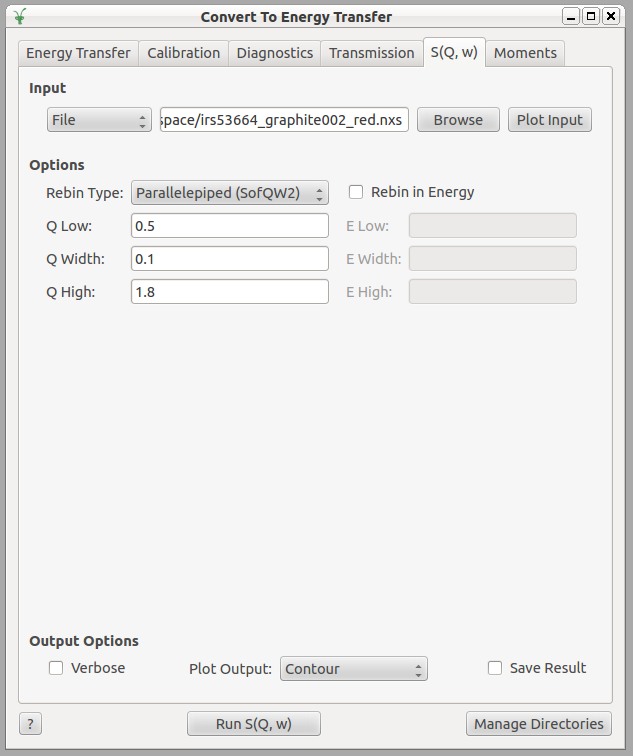 Convert To Energy Transfer
Energy Transfer Calibration Diagnostics Transmission S(Q, w) Moments
Input
File space/irs53664_graphite002_red.nxs Browse Plot Input
Options
Rebin Type: Parallelepiped (SofQW2) Rebin in Energy
Q Low: 0.5 E Low:
Q Width: 0.1 E Width:
Q High: 1.8 E High:
Output Options
Verbose Plot Output: Contour Save Result
? Run S(Q, w) Manage Directories